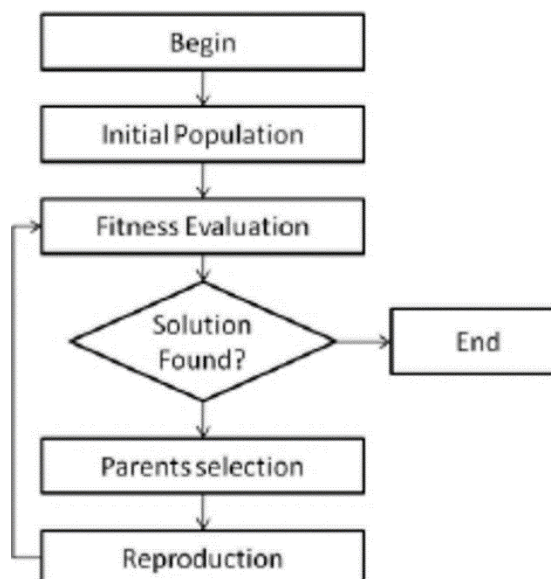 Begin
Initial Population
Fitness Evaluation
Solution
Found?
End
Parents selection
Reproduction